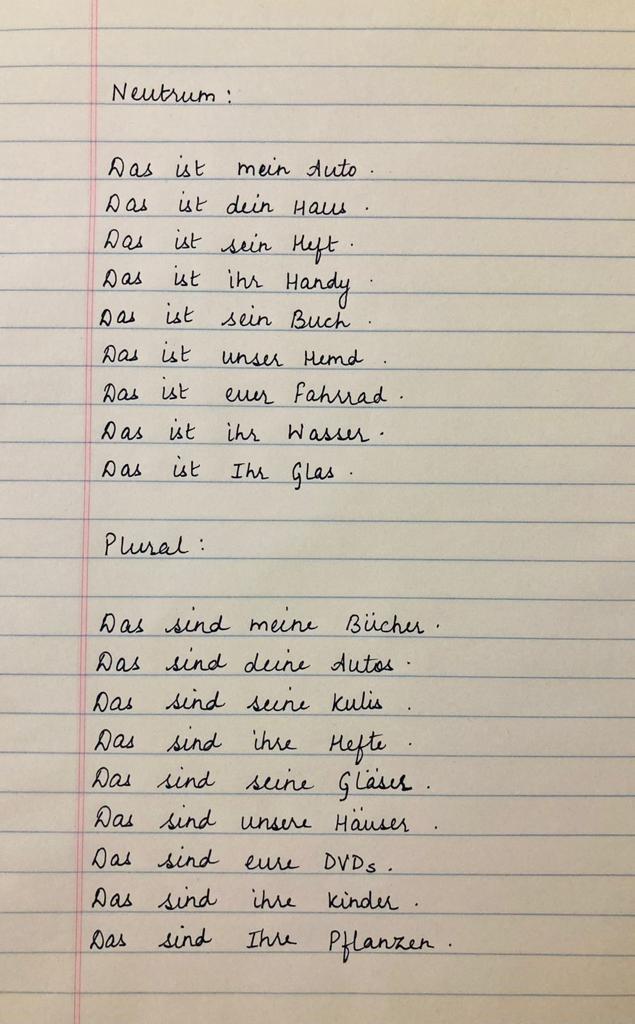 Neutrum :
Das ist mein Auto .
Das ist dein Haus .
Das ist sein Heft .
Das ist ihr Handy .
Das ist sein Buch .
Das ist unser Hemd .
Das ist euer Fahrrad .
Das ist ihr Wasser .
Das ist Ihr Glas .
Plural :
Das sind meine Bücher .
Das sind deine Autos .
Das sind seine Kulis .
Das sind ihre Hefte .
Das sind seine Gläser .
Das sind unsere Häuser .
Das sind eure DVDs .
Das sind ihre Kinder .
Das sind Ihre Pflanzen .